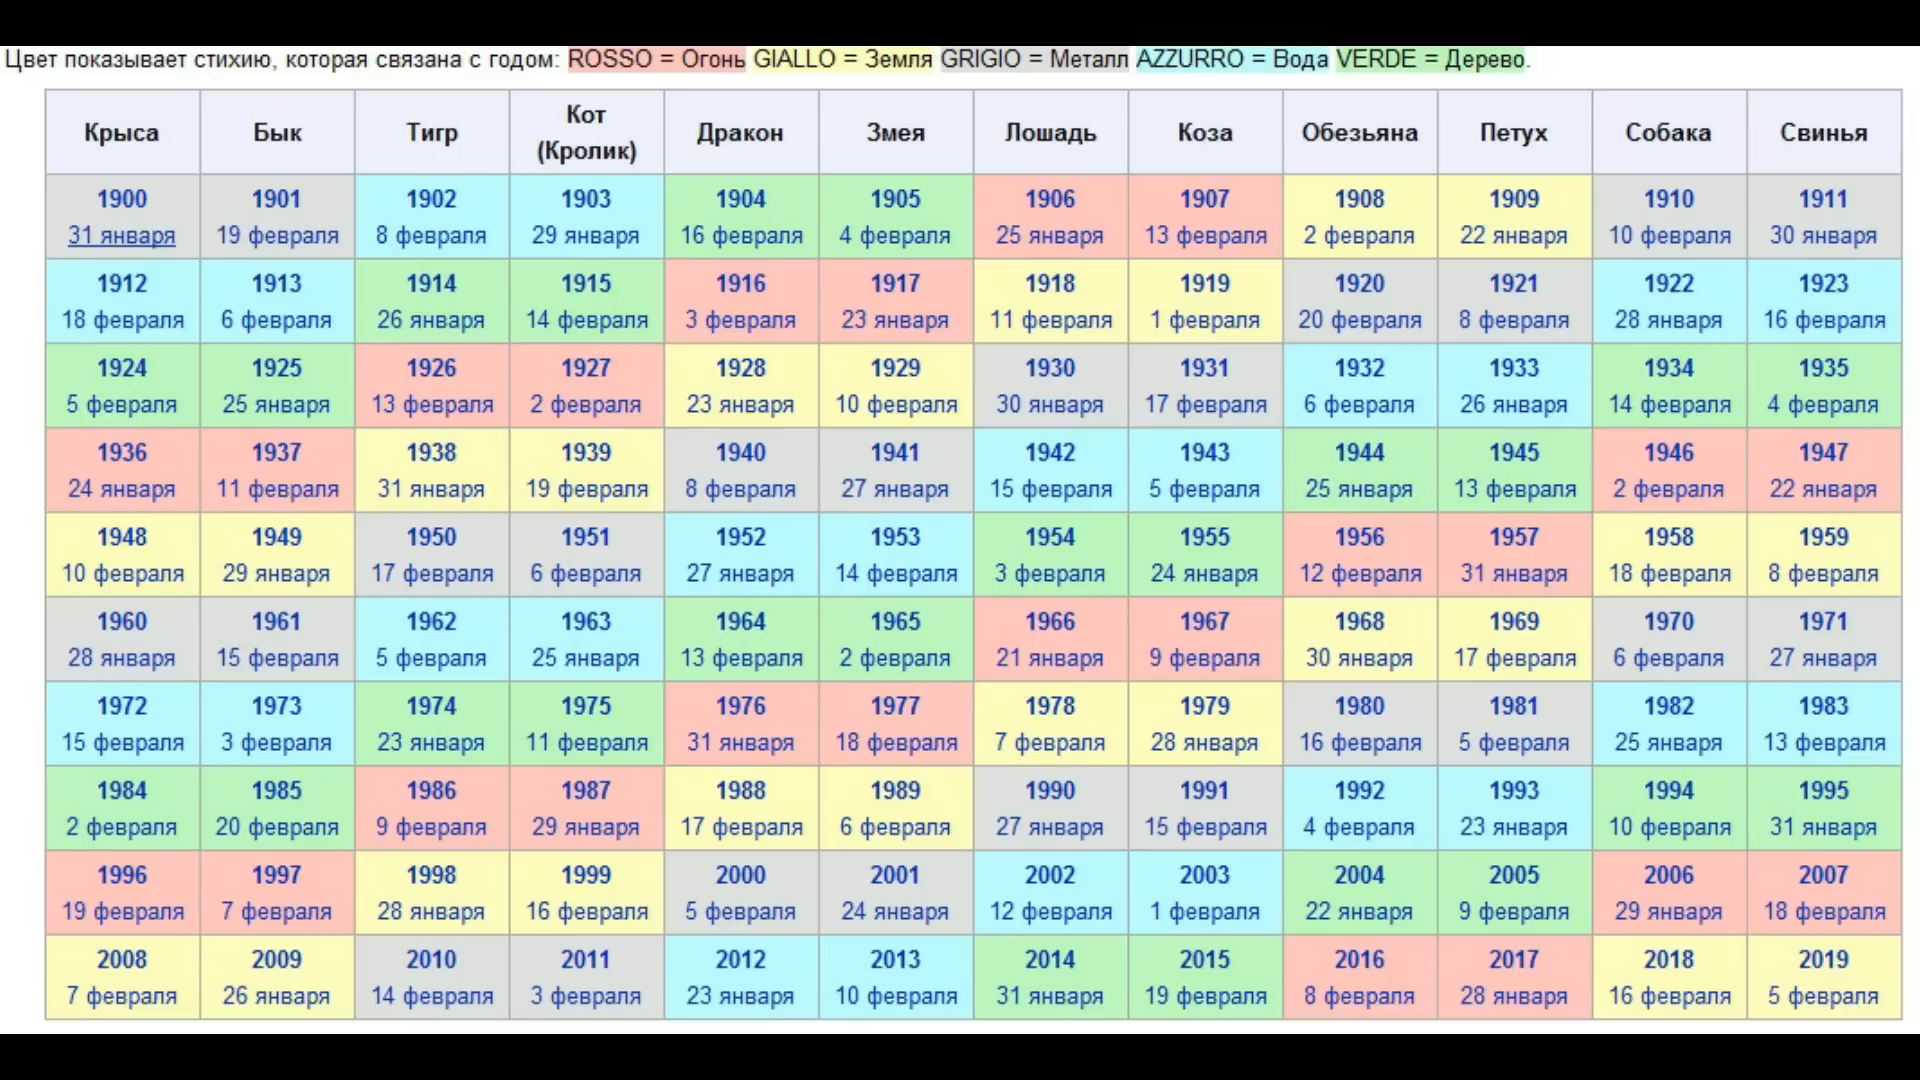 Цвет показывает стихию, которая связана с годом: ROSSO = Огонь GIALLO = Земля GRIGIO = Металл AZZURRO = Вода VERDE = Дерево.
Крыса Бык Тигр Кот (Кролик) Дракон Змея Лошадь Коза Обезьяна Петух Собака Свинья
1900 1901 1902 1903 1904 1905 1906 1907 1908 1909 1910 1911
31 января 19 февраля 8 февраля 29 января 16 февраля 4 февраля 25 января 13 февраля 2 февраля 22 января 10 февраля 30 января
1912 1913 1914 1915 1916 1917 1918 1919 1920 1921 1922 1923
18 февраля 6 февраля 26 января 14 февраля 3 февраля 23 января 11 февраля 1 февраля 20 февраля 8 февраля 28 января 16 февраля
1924 1925 1926 1927 1928 1929 1930 1931 1932 1933 1934 1935
5 февраля 25 января 13 февраля 2 февраля 23 января 10 февраля 30 января 17 февраля 6 февраля 26 января 14 февраля 4 февраля
1936 1937 1938 1939 1940 1941 1942 1943 1944 1945 1946 1947
24 января 11 февраля 31 января 19 февраля 8 февраля 27 января 15 февраля 5 февраля 25 января 13 февраля 2 февраля 22 января
1948 1949 1950 1951 1952 1953 1954 1955 1956 1957 1958 1959
10 февраля 29 января 17 февраля 6 февраля 27 января 14 февраля 3 февраля 24 января 12 февраля 31 января 18 февраля 8 февраля
1960 1961 1962 1963 1964 1965 1966 1967 1968 1969 1970 1971
28 января 15 февраля 5 февраля 25 января 13 февраля 2 февраля 21 января 9 февраля 30 января 17 февраля 6 февраля 27 января
1972 1973 1974 1975 1976 1977 1978 1979 1980 1981 1982 1983
15 февраля 3 февраля 23 января 11 февраля 31 января 18 февраля 7 февраля 28 января 16 февраля 5 февраля 25 января 13 февраля
1984 1985 1986 1987 1988 1989 1990 1991 1992 1993 1994 1995
2 февраля 20 февраля 9 февраля 29 января 17 февраля 6 февраля 27 января 15 февраля 4 февраля 23 января 10 февраля 31 января
1996 1997 1998 1999 2000 2001 2002 2003 2004 2005 2006 2007
19 февраля 7 февраля 28 января 16 февраля 5 февраля 24 января 12 февраля 1 февраля 22 января 9 февраля 29 января 18 февраля
2008 2009 2010 2011 2012 2013 2014 2015 2016 2017 2018 2019
7 февраля 26 января 14 февраля 3 февраля 23 января 10 февраля 31 января 19 февраля 8 февраля 28 января 16 февраля 5 февраля